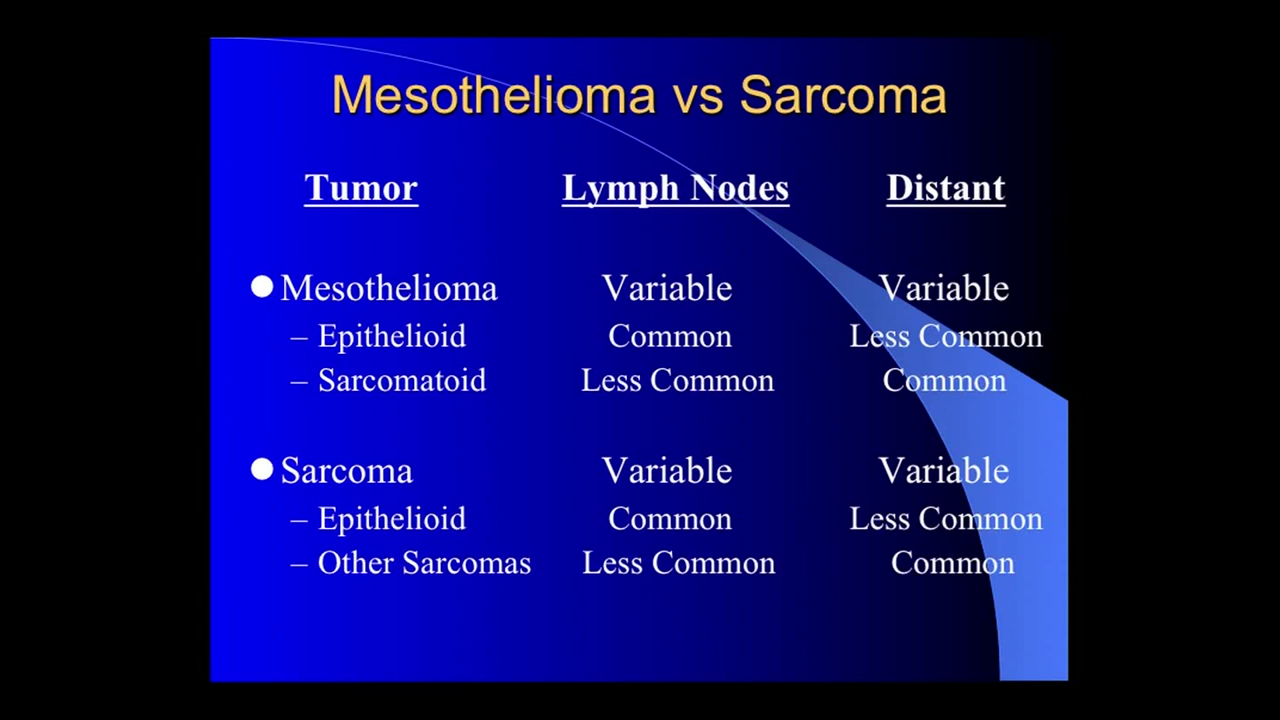 Mesothelioma vs Sarcoma
Tumor Lymph Nodes Distant
● Mesothelioma Variable Variable
– Epithelioid Common Less Common
– Sarcomatoid Less Common Common
● Sarcoma Variable Variable
– Epithelioid Common Less Common
– Other Sarcomas Less Common Common